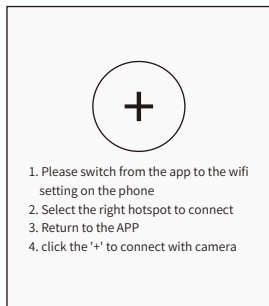 1. Please switch from the app to the wifi
setting on the phone
2. Select the right hotspot to connect
3. Return to the APP
4. click the '+' to connect with camera